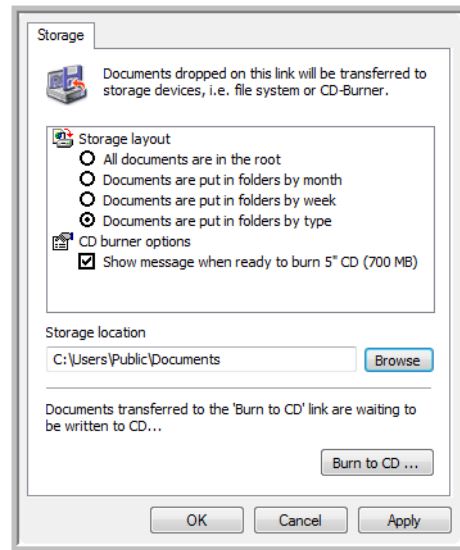 Storage
Documents dropped on this link will be transferred to
storage devices, i.e. file system or CD-Burner.
Storage layout
All documents are in the root
Documents are put in folders by month
Documents are put in folders by week
Documents are put in folders by type
CD burner options
Show message when ready to burn 5" CD (700 MB)
Storage location
C:\Users\Public\Documents
Browse
Documents transferred to the 'Burn to CD' link are waiting to
be written to CD...
Burn to CD ...
OK Cancel Apply